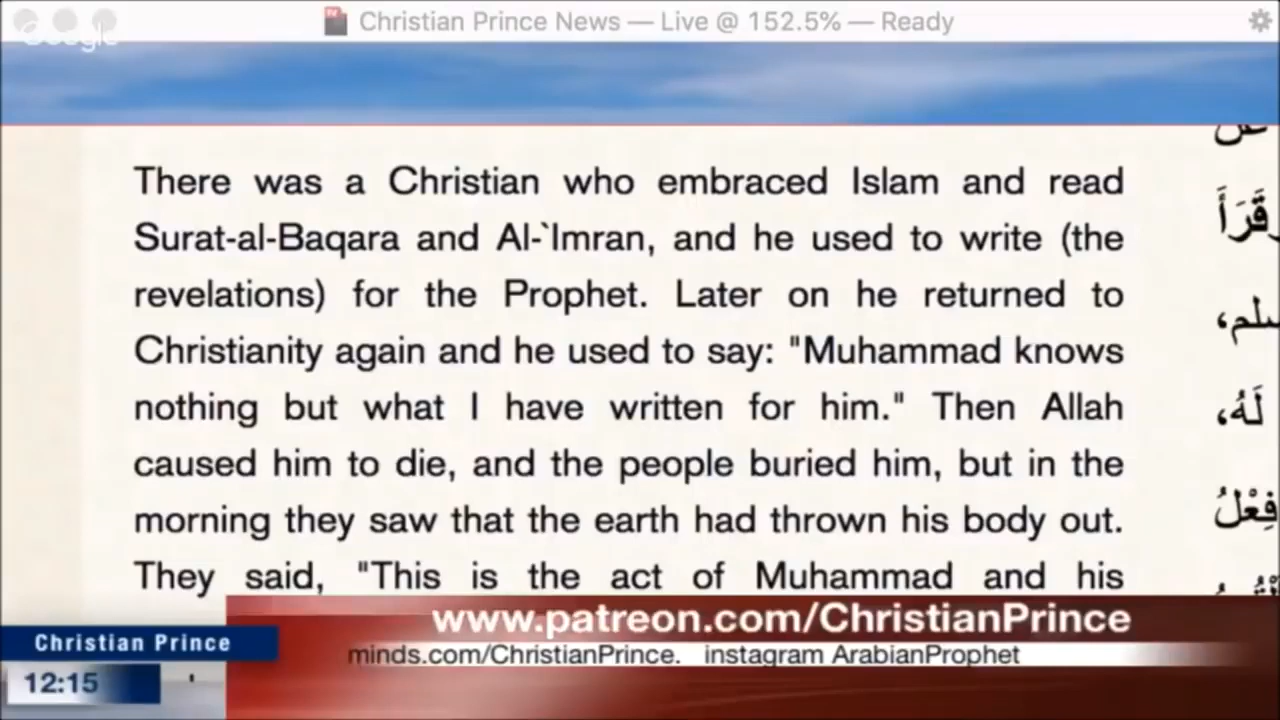 Christian Prince News — Live @ 152.5% — Ready
Google
There was a Christian who embraced Islam and read
Surat-al-Baqara and Al-`Imran, and he used to write (the
revelations) for the Prophet. Later on he returned to
Christianity again and he used to say: "Muhammad knows
nothing but what I have written for him." Then Allah
caused him to die, and the people buried him, but in the
morning they saw that the earth had thrown his body out.
They said, "This is the act of Muhammad and his
لَهُ،
فِعْلُ
www.patreon.com/ChristianPrince
Christian Prince
minds.com/ChristianPrince. instagram ArabianProphet
12:15